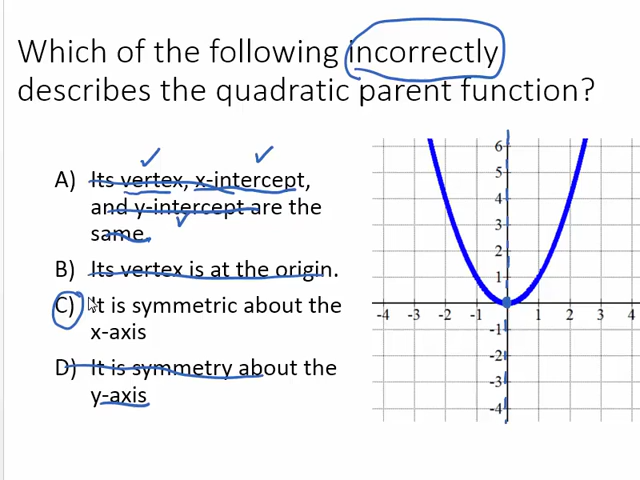 Which of the following incorrectly
describes the quadratic parent function?
A) Its vertex, x-intercept,
and y-intercept are the
same.
B) Its vertex is at the origin.
C) It is symmetric about the
x-axis
D) It is symmetry about the
y-axis
6
5
4
3
2
1
-4 -3 -2 -1 1 2 3 4
-1
-2
-3
-4